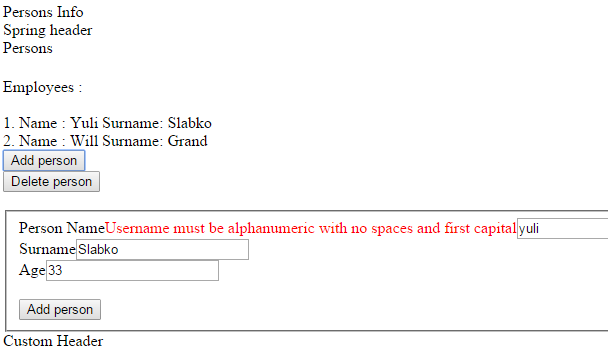 Persons Info
Spring header
Persons
Employees :
1. Name : Yuli Surname: Slabko
2. Name : Will Surname: Grand
Add person
Delete person
Person NameUsername must be alphanumeric with no spaces and first capital yuli
Surname Slabko
Age 33
Add person
Custom Header